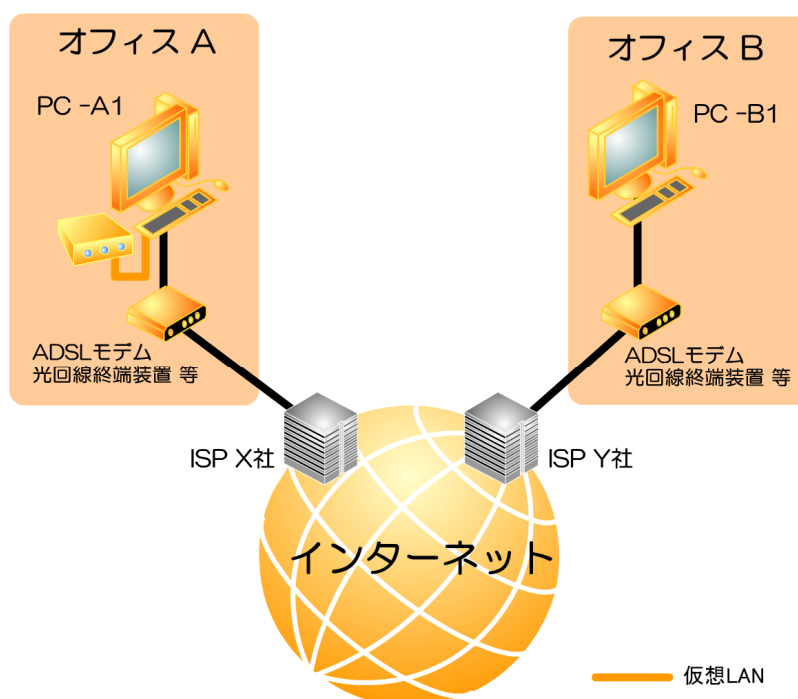 オフィス A
PC -A1
ADSLモデム
光回線終端装置 等
オフィス B
PC -B1
ADSLモデム
光回線終端装置 等
ISP X社
ISP Y社
インターネット
仮想LAN